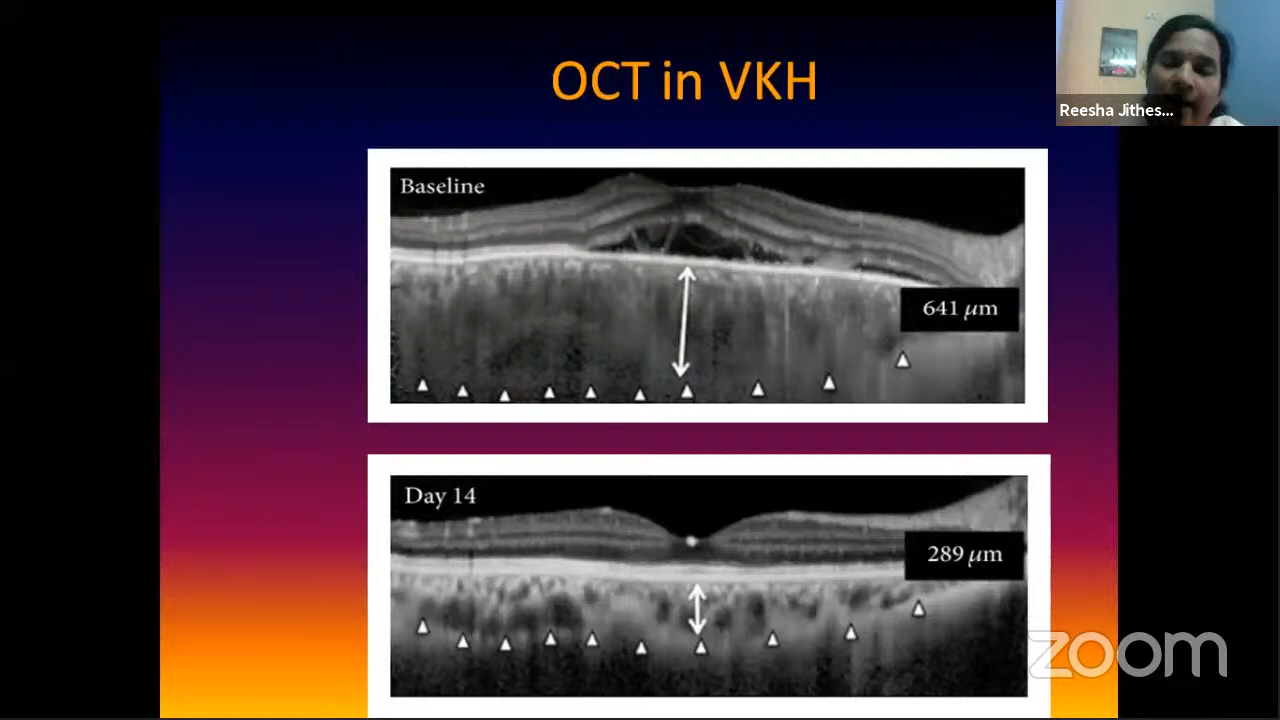 OCT in VKH
Reesha Jithes...
Baseline
641 μm
Day 14
289 μm
zoom